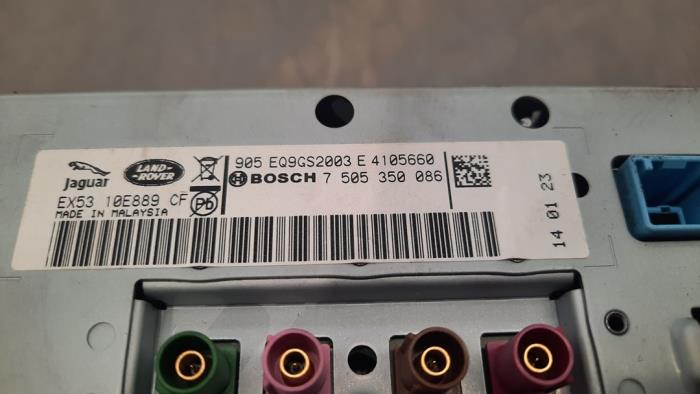 Jaguar
LAND-
ROVER
905 EQ9GS2003 E 4105660
BOSCH 7 505 350 086
EX53 10E889 CF
Pb
MADE IN MALAYSIA
14 01 23